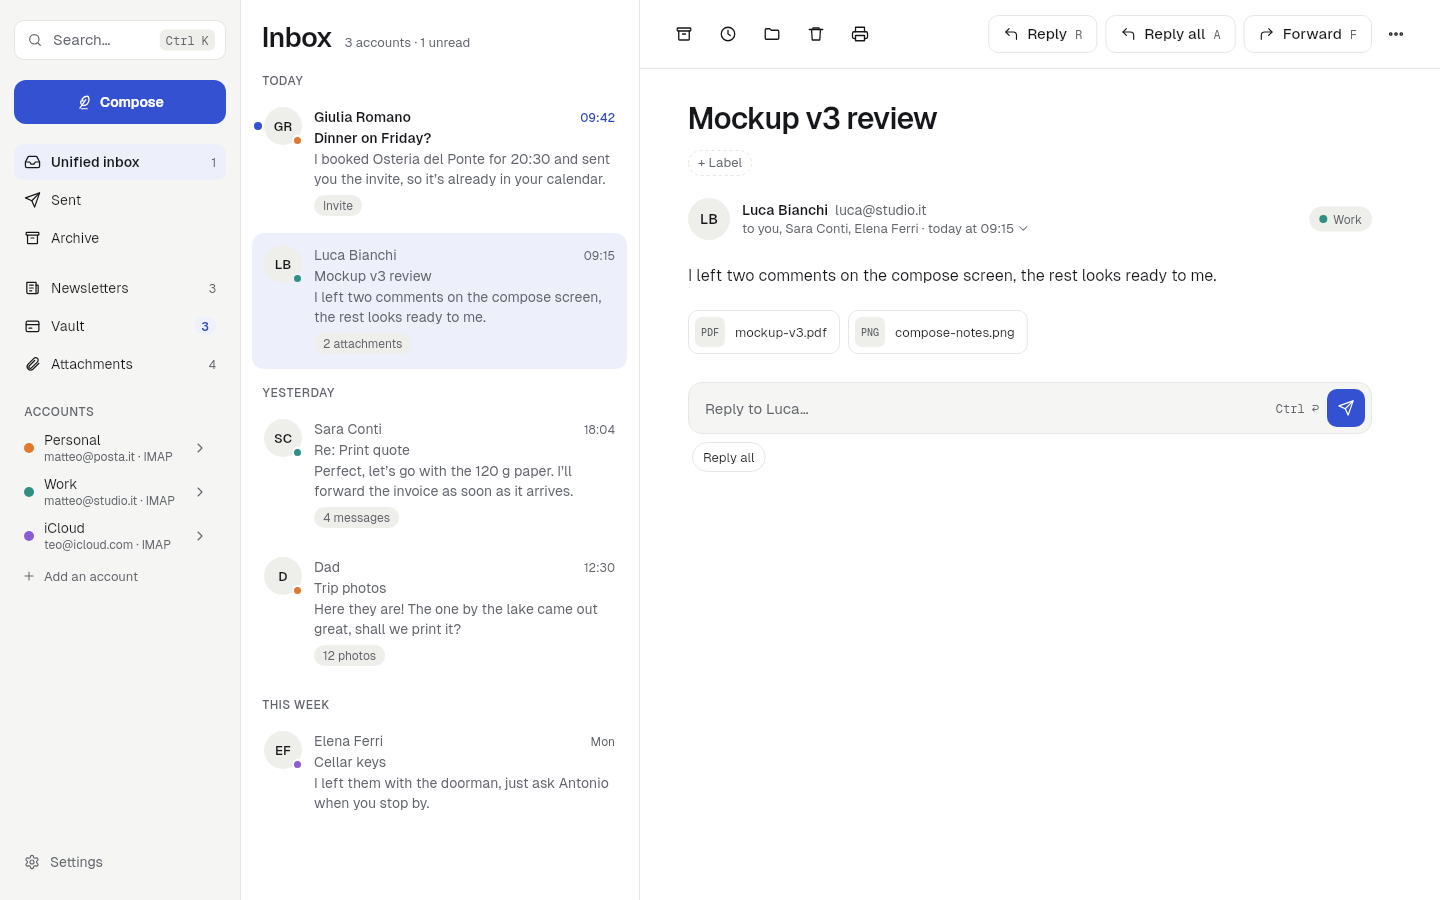 Search… Ctrl K
Compose
Unified inbox 1
Sent
Archive
Newsletters 3
Vault 3
Attachments 4
ACCOUNTS
Personal
matteo@posta.it · IMAP
Work
matteo@studio.it · IMAP
iCloud
teo@icloud.com · IMAP
+ Add an account
Settings
Inbox 3 accounts · 1 unread
TODAY
GR Giulia Romano 09:42
Dinner on Friday?
I booked Osteria del Ponte for 20:30 and sent
you the invite, so it's already in your calendar.
Invite
LB Luca Bianchi 09:15
Mockup v3 review
I left two comments on the compose screen,
the rest looks ready to me.
2 attachments
YESTERDAY
SC Sara Conti 18:04
Re: Print quote
Perfect, let's go with the 120 g paper. I'll
forward the invoice as soon as it arrives.
4 messages
D Dad 12:30
Trip photos
Here they are! The one by the lake came out
great, shall we print it?
12 photos
THIS WEEK
EF Elena Ferri Mon
Cellar keys
I left them with the doorman, just ask Antonio
when you stop by.
Reply R Reply all A Forward F
Mockup v3 review
+ Label
LB Luca Bianchi luca@studio.it
to you, Sara Conti, Elena Ferri · today at 09:15
Work
I left two comments on the compose screen, the rest looks ready to me.
PDF mockup-v3.pdf PNG compose-notes.png
Reply to Luca… Ctrl ↵
Reply all